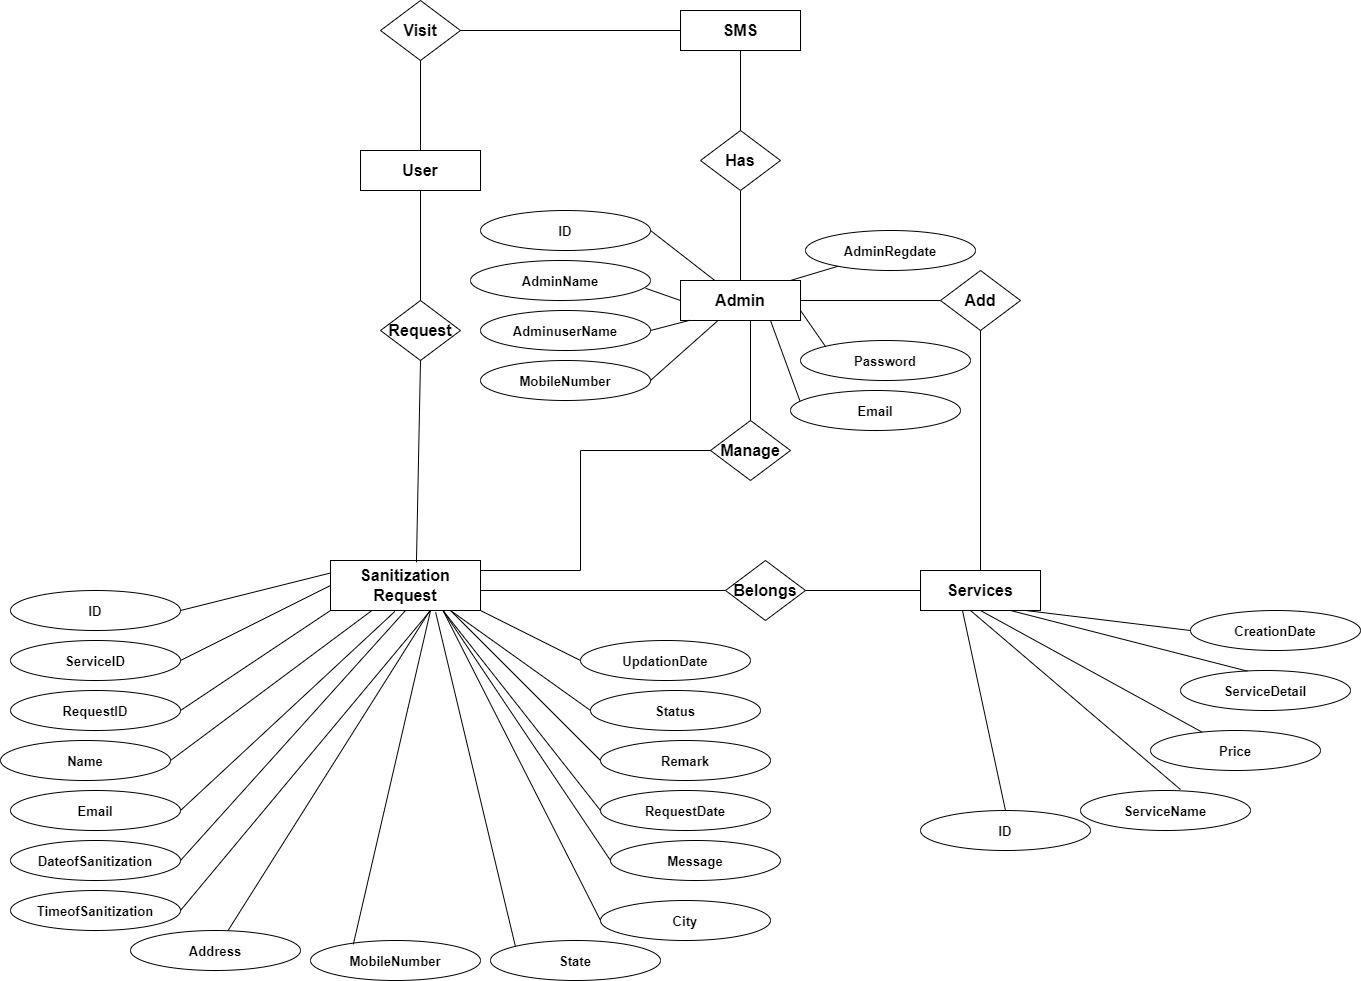 Visit
SMS
Has
User
ID
AdminRegdate
AdminName
Admin
Add
Request
AdminuserName
Password
MobileNumber
Email
Manage
Sanitization
Request
Belongs
Services
ID
ServiceID
RequestID
Name
Email
DateofSanitization
TimeofSanitization
Address
MobileNumber
State
City
Message
RequestDate
Remark
Status
UpdationDate
CreationDate
ServiceDetail
Price
ServiceName
ID